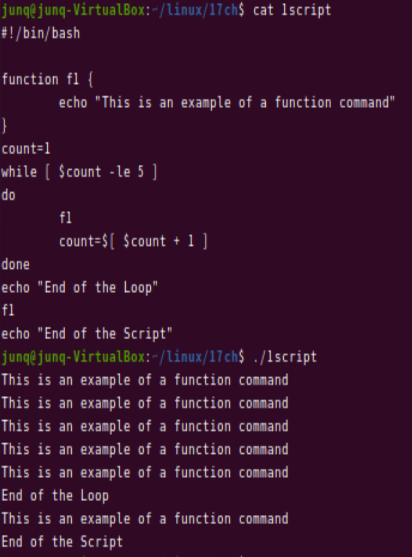 junq@junq-VirtualBox:~/linux/17ch$ cat 1script
#!/bin/bash
function f1 {
echo "This is an example of a function command"
}
count=1
while [ $count -le 5 ]
do
f1
count=$[ $count + 1 ]
done
echo "End of the Loop"
f1
echo "End of the Script"
junq@junq-VirtualBox:~/linux/17ch$ ./1script
This is an example of a function command
This is an example of a function command
This is an example of a function command
This is an example of a function command
This is an example of a function command
End of the Loop
This is an example of a function command
End of the Script